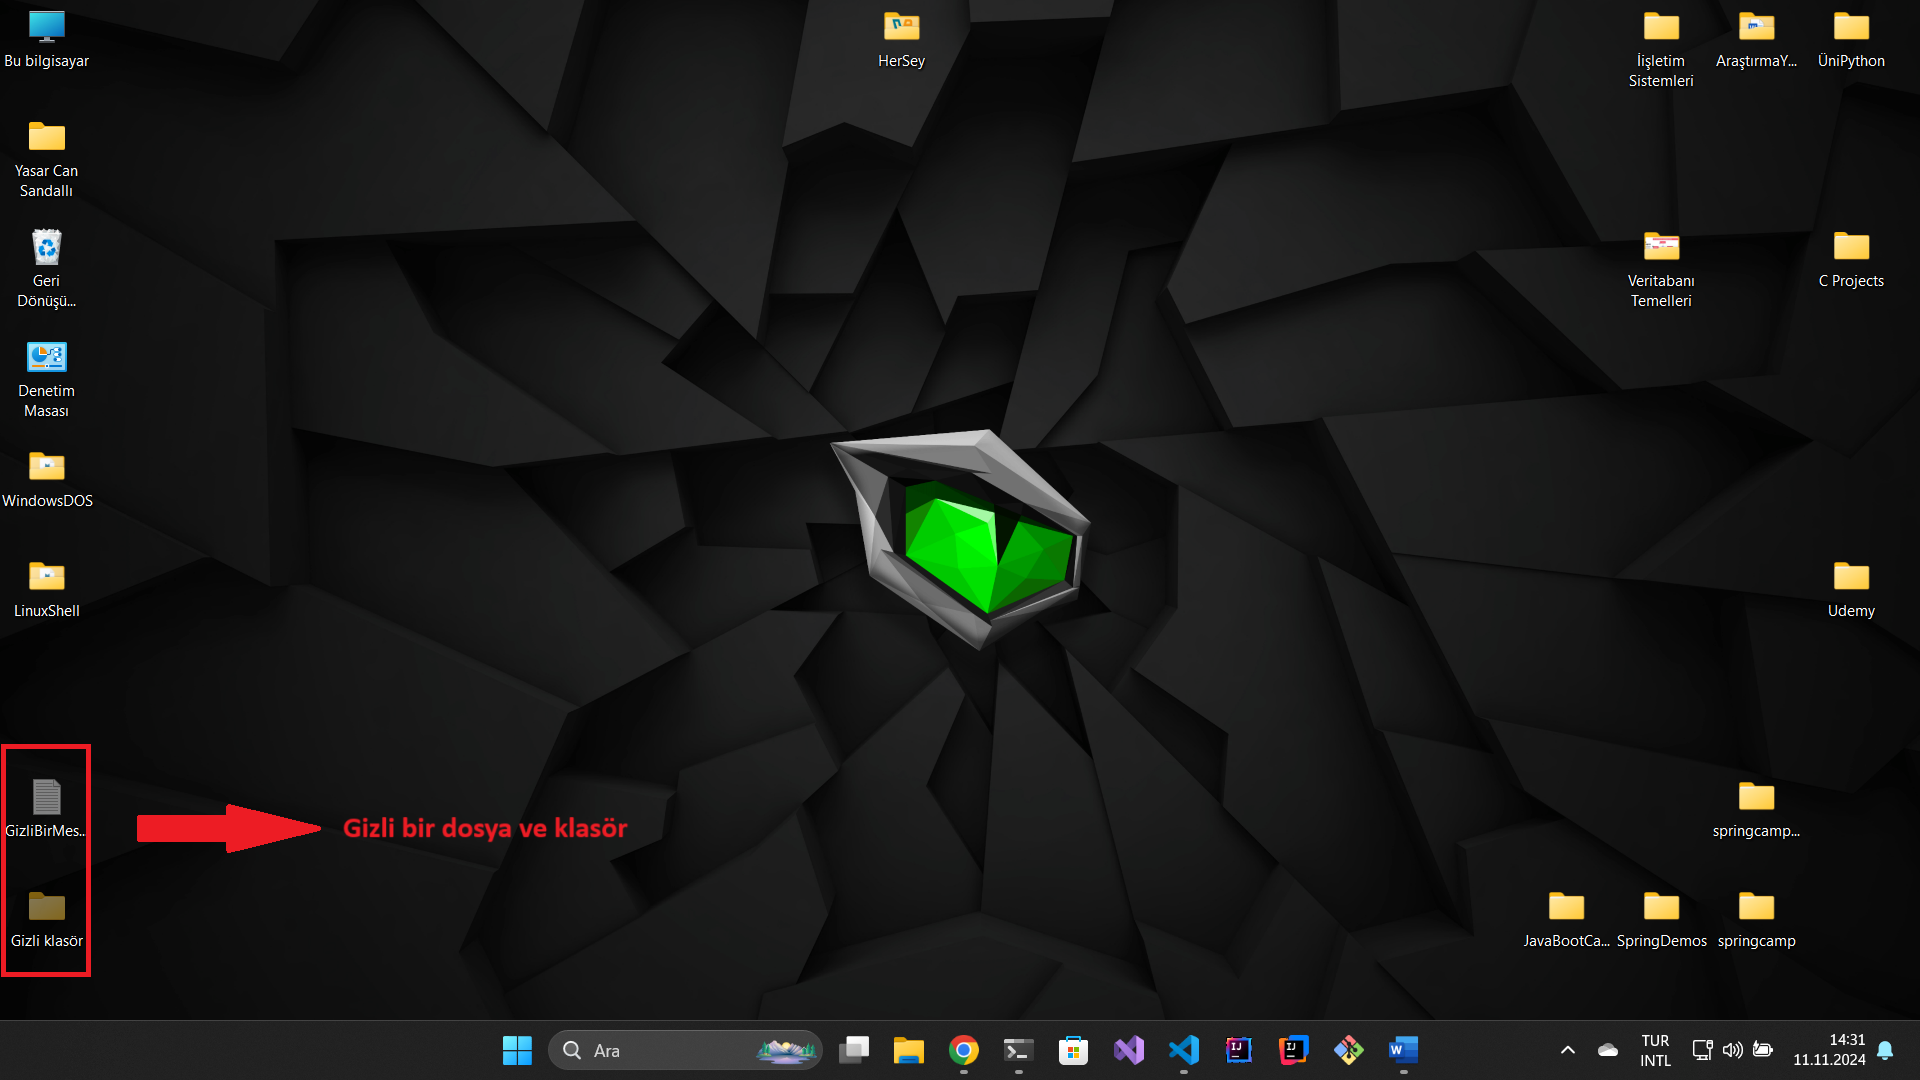 Bu bilgisayar
HerSey
İişletim
Sistemleri
AraştırmaY...
ÜniPython
Yasar Can
Sandallı
Geri
Dönüşü...
Veritabanı
Temelleri
C Projects
Denetim
Masası
WindowsDOS
LinuxShell
Udemy
GizliBirMes..
Gizli bir dosya ve klasör
springcamp...
Gizli klasör
JavaBootCa...
SpringDemos
springcamp
Ara
TUR
INTL
14:31
11.11.2024